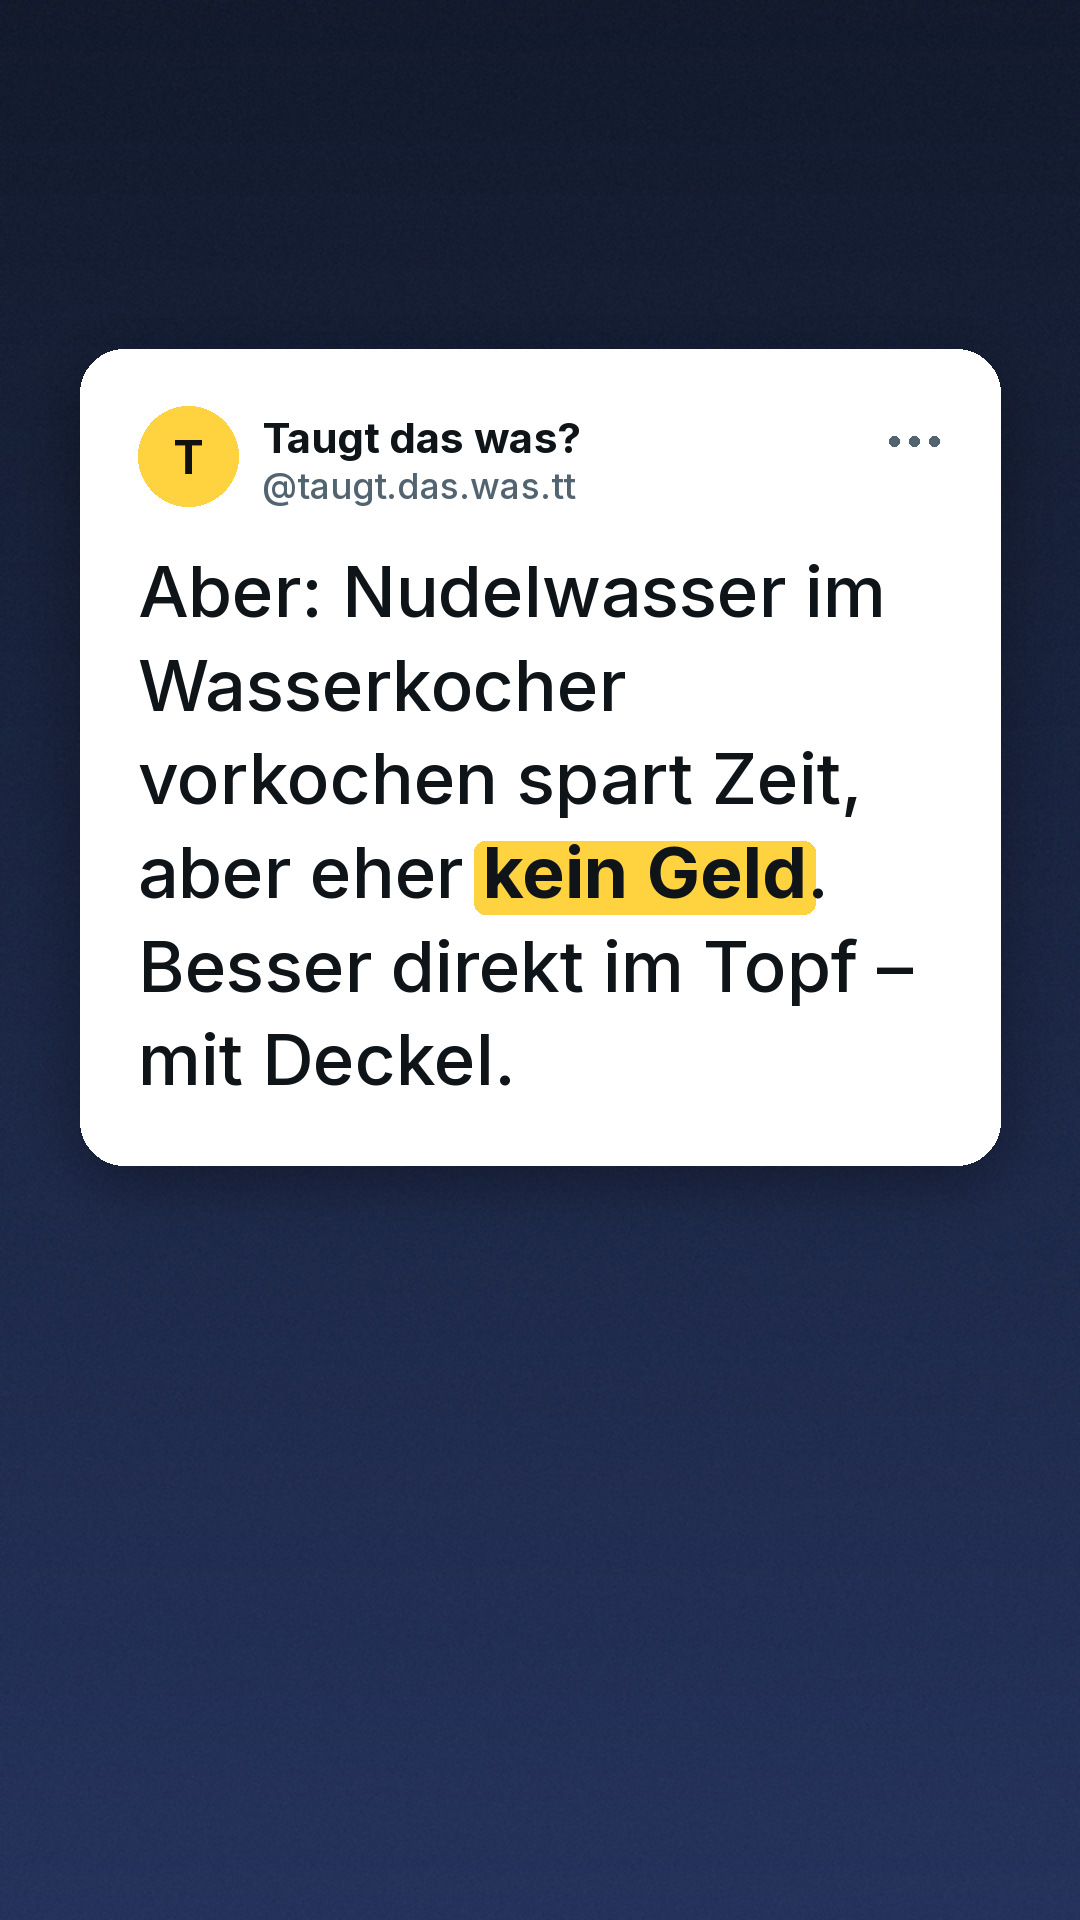 T
Taugt das was?
@taugt.das.was.tt
Aber: Nudelwasser im
Wasserkocher
vorkochen spart Zeit,
aber eher kein Geld.
Besser direkt im Topf –
mit Deckel.